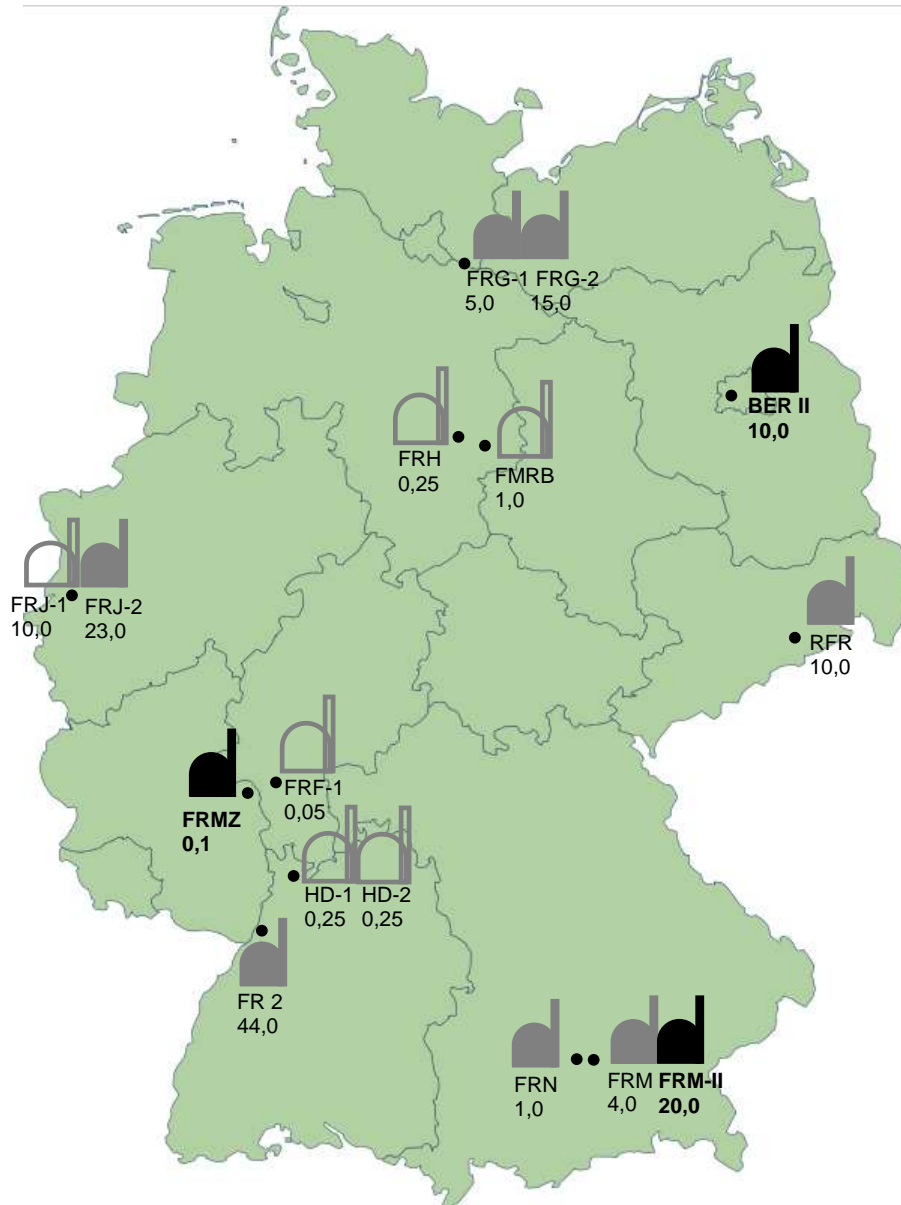 FRG-1 FRG-2
5,0 15,0
BER II
10,0
FRH
0,25
FMRB
1,0
FRJ-1 FRJ-2
10,0 23,0
RFR
10,0
FRF-1
0,05
FRMZ
0,1
HD-1 HD-2
0,25 0,25
FR 2
44,0
FRN
1,0
FRM FRM-II
4,0 20,0